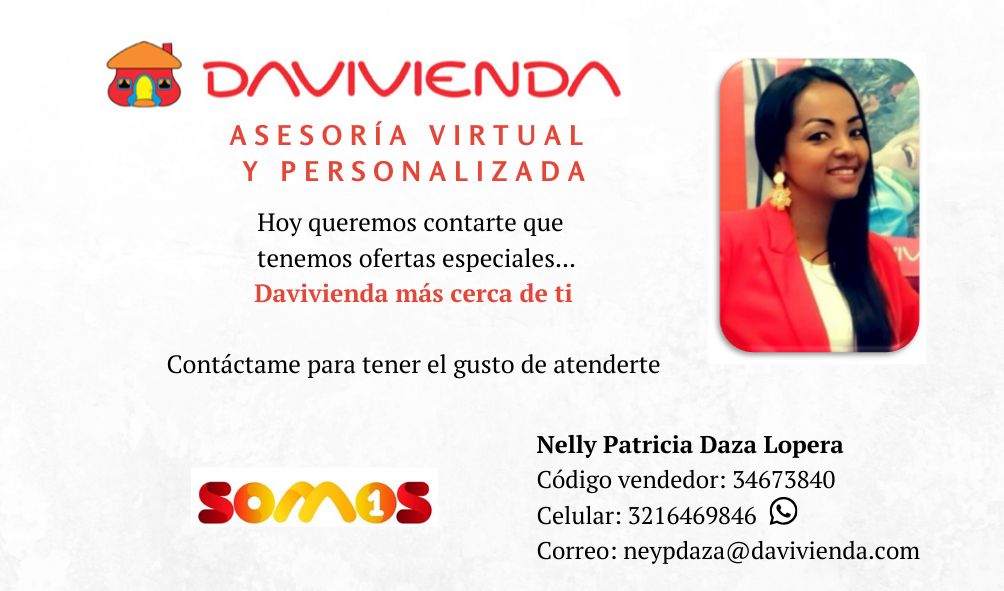 DAVIVIENDA
ASESORÍA VIRTUAL
Y PERSONALIZADA
Hoy queremos contarte que
tenemos ofertas especiales...
Davivienda más cerca de ti
Contáctame para tener el gusto de atenderte
SOM1S
Nelly Patricia Daza Lopera
Código vendedor: 34673840
Celular: 3216469846
Correo: neypdaza@davivienda.com